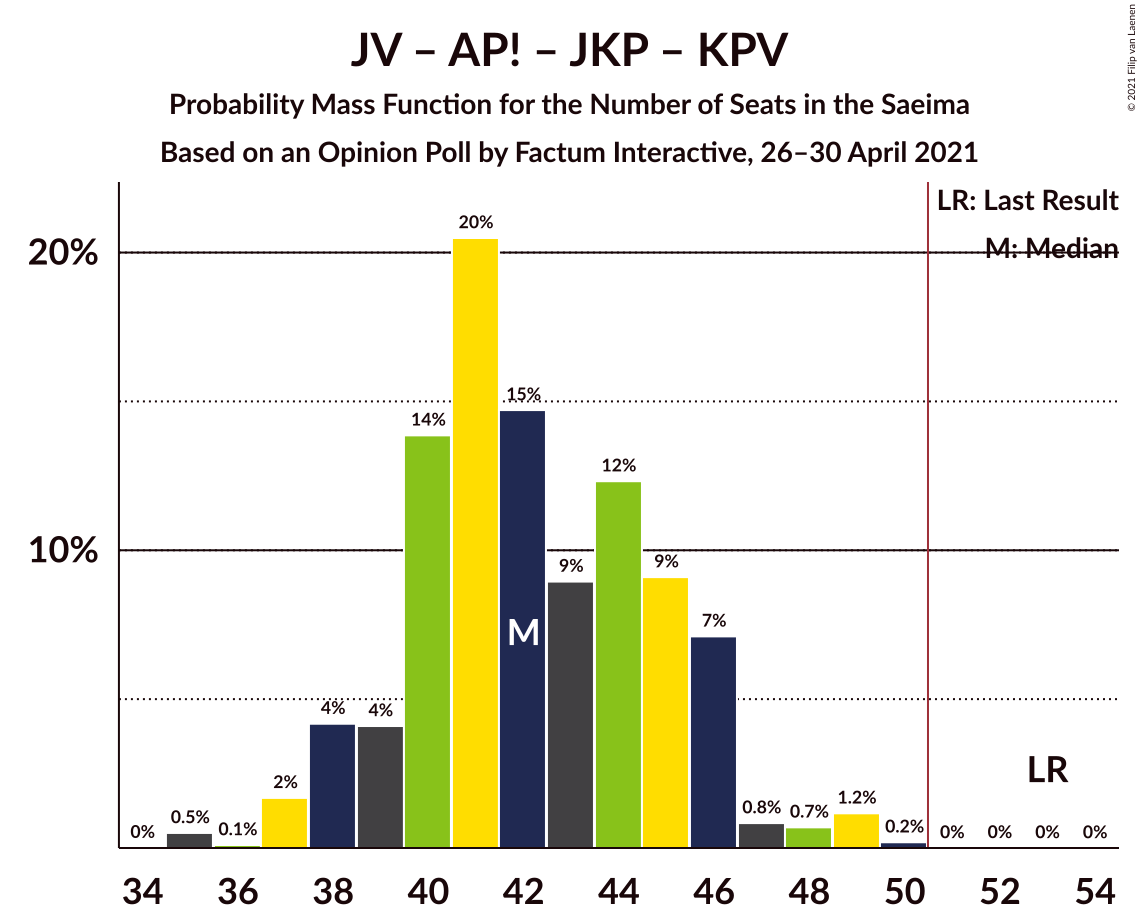 JV – AP! – JKP – KPV
Probability Mass Function for the Number of Seats in the Saeima
Based on an Opinion Poll by Factum Interactive, 26–30 April 2021
© 2021 Filip van Laenen
LR: Last Result
M: Median
20%
10%
0%
0.5%
0.1%
2%
4%
4%
14%
20%
15%
9%
12%
9%
7%
0.8%
0.7%
1.2%
0.2%
0%
0%
0%
0%
M
LR
34 36 38 40 42 44 46 48 50 52 54